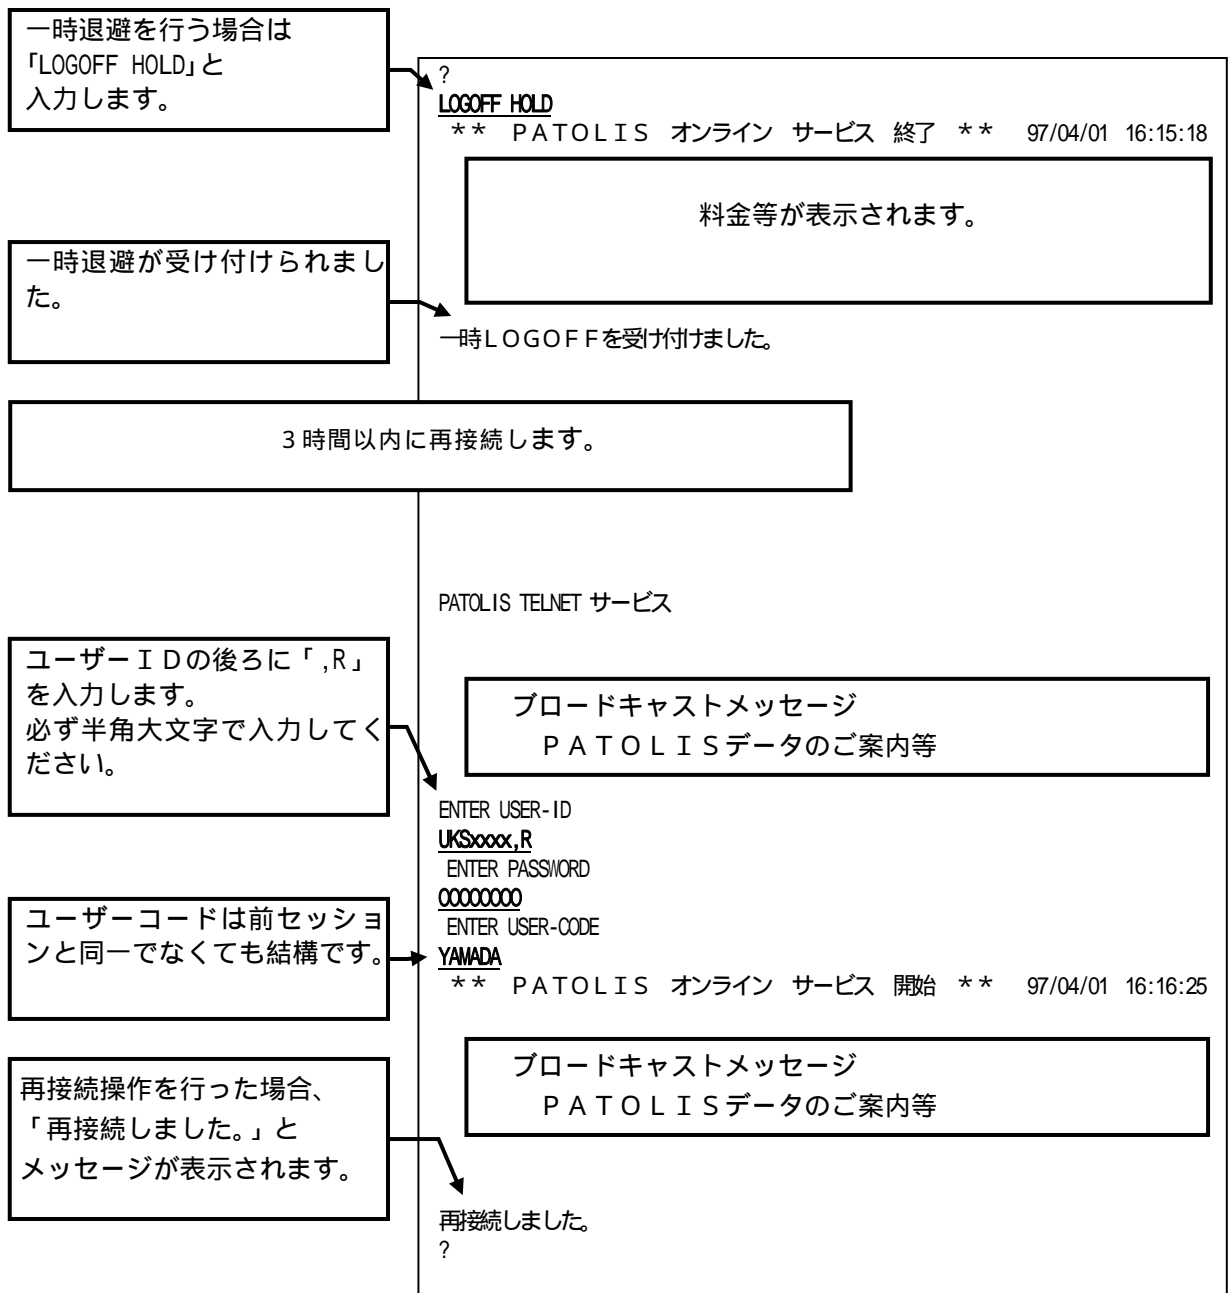 一時退避を行う場合は
「LOGOFF HOLD」と
入力します。
?
LOGOFF HOLD
** PATOLIS オンライン サービス 終了 ** 97/04/01 16:15:18
料金等が表示されます。
一時退避が受け付けられまし
た。
一時LOGOFFを受け付けました。
3時間以内に再接続します。
PATOLIS TELNET サービス
ユーザーIDの後ろに「,R」
を入力します。
必ず半角大文字で入力してく
ださい。
ブロードキャストメッセージ
PATOLISデータのご案内等
ENTER USER-ID
UKSxxxx,R
ENTER PASSWORD
OOOOOOOO
ENTER USER-CODE
ユーザーコードは前セッショ
ンと同一でなくても結構です。
YAMADA
** PATOLIS オンライン サービス 開始 ** 97/04/01 16:16:25
ブロードキャストメッセージ
PATOLISデータのご案内等
再接続操作を行った場合、
「再接続しました。」と
メッセージが表示されます。
再接続しました。
?